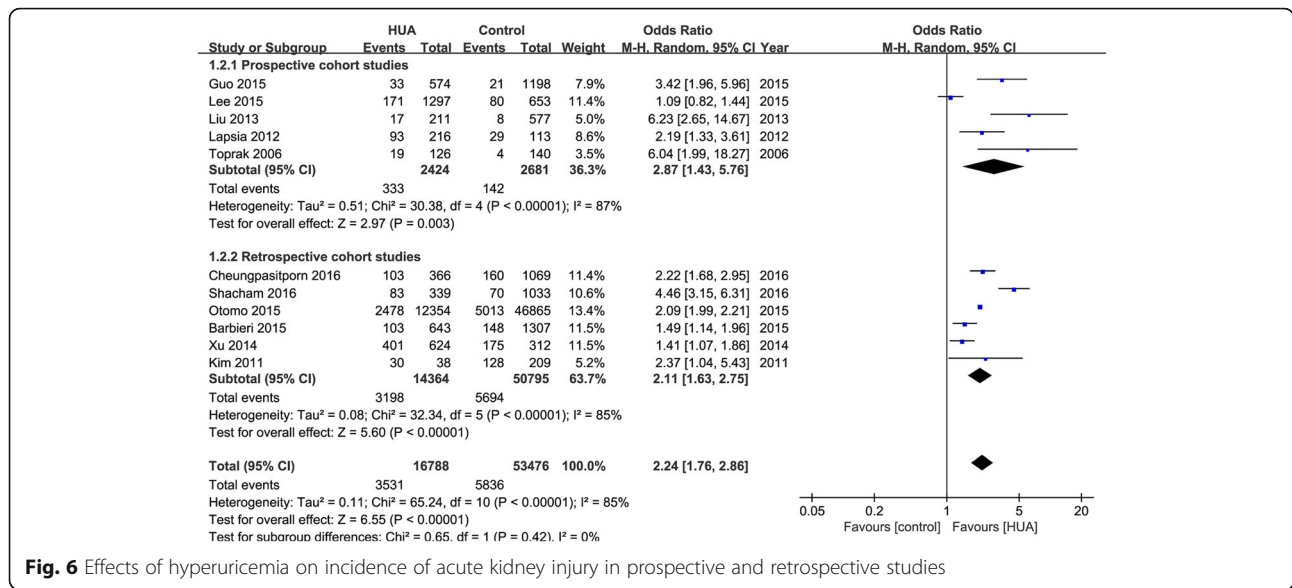 HUA Control Odds Ratio Odds Ratio
Study or Subgroup Events Total Events Total Weight M-H, Random, 95% CI Year M-H, Random, 95% CI
1.2.1 Prospective cohort studies
Guo 2015 33 574 21 1198 7.9% 3.42 [1.96, 5.96] 2015
Lee 2015 171 1297 80 653 11.4% 1.09 [0.82, 1.44] 2015
Liu 2013 17 211 8 577 5.0% 6.23 [2.65, 14.67] 2013
Lapsia 2012 93 216 29 113 8.6% 2.19 [1.33, 3.61] 2012
Toprak 2006 19 126 4 140 3.5% 6.04 [1.99, 18.27] 2006
Subtotal (95% CI) 2424 2681 36.3% 2.87 [1.43, 5.76]
Total events 333 142
Heterogeneity: Tau² = 0.51; Chi² = 30.38, df = 4 (P < 0.00001); I² = 87%
Test for overall effect: Z = 2.97 (P = 0.003)
1.2.2 Retrospective cohort studies
Cheungpasitporn 2016 103 366 160 1069 11.4% 2.22 [1.68, 2.95] 2016
Shacham 2016 83 339 70 1033 10.6% 4.46 [3.15, 6.31] 2016
Otomo 2015 2478 12354 5013 46865 13.4% 2.09 [1.99, 2.21] 2015
Barbieri 2015 103 643 148 1307 11.5% 1.49 [1.14, 1.96] 2015
Xu 2014 401 624 175 312 11.5% 1.41 [1.07, 1.86] 2014
Kim 2011 30 38 128 209 5.2% 2.37 [1.04, 5.43] 2011
Subtotal (95% CI) 14364 50795 63.7% 2.11 [1.63, 2.75]
Total events 3198 5694
Heterogeneity: Tau² = 0.08; Chi² = 32.34, df = 5 (P < 0.00001); I² = 85%
Test for overall effect: Z = 5.60 (P < 0.00001)
Total (95% CI) 16788 53476 100.0% 2.24 [1.76, 2.86]
Total events 3531 5836
Heterogeneity: Tau² = 0.11; Chi² = 65.24, df = 10 (P < 0.00001); I² = 85%
Test for overall effect: Z = 6.55 (P < 0.00001)
Test for subgroup differences: Chi² = 0.65, df = 1 (P = 0.42), I² = 0%
0.05 0.2 1 5 20
Favours [control] Favours [HUA]
Fig. 6 Effects of hyperuricemia on incidence of acute kidney injury in prospective and retrospective studies